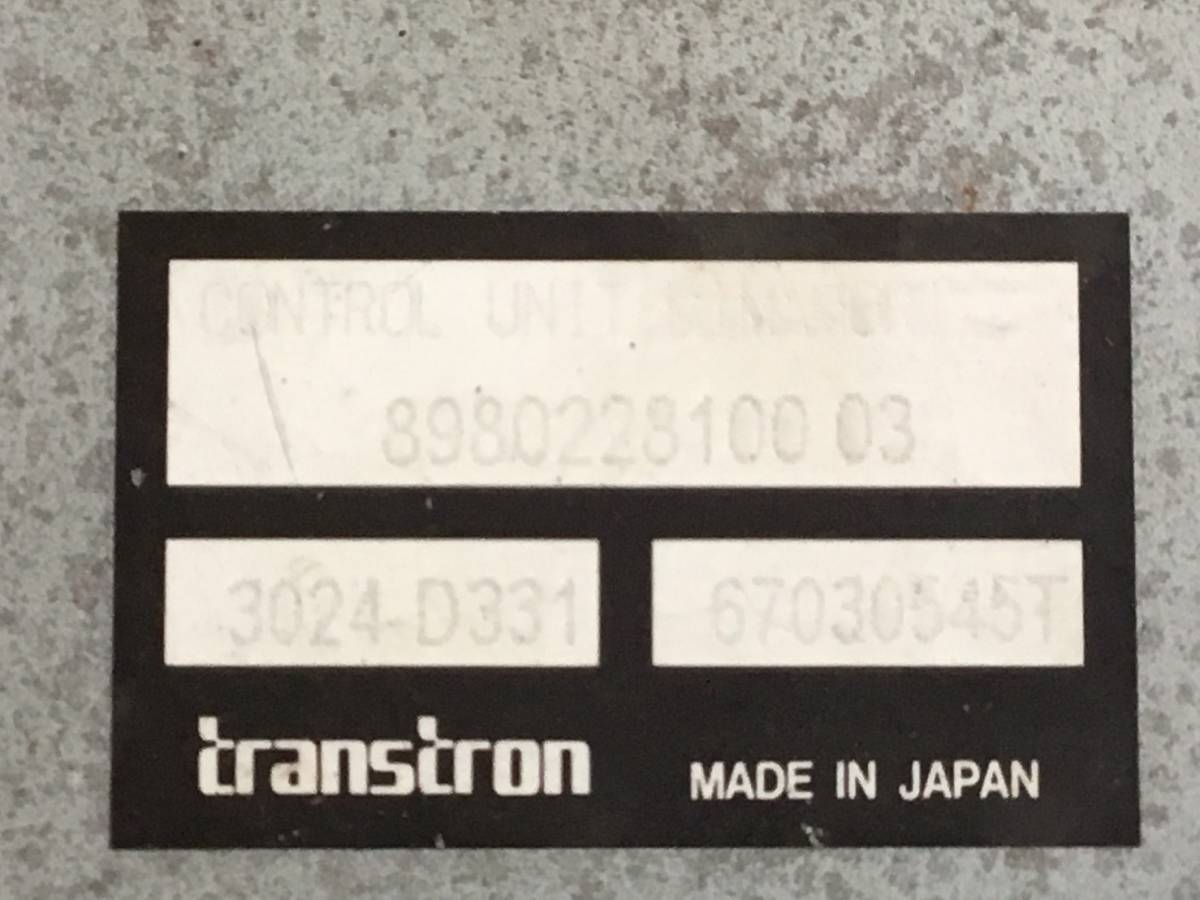 CONTROL UNIT
8980228100 03
3024-D331
67030545T
transtron
MADE IN JAPAN